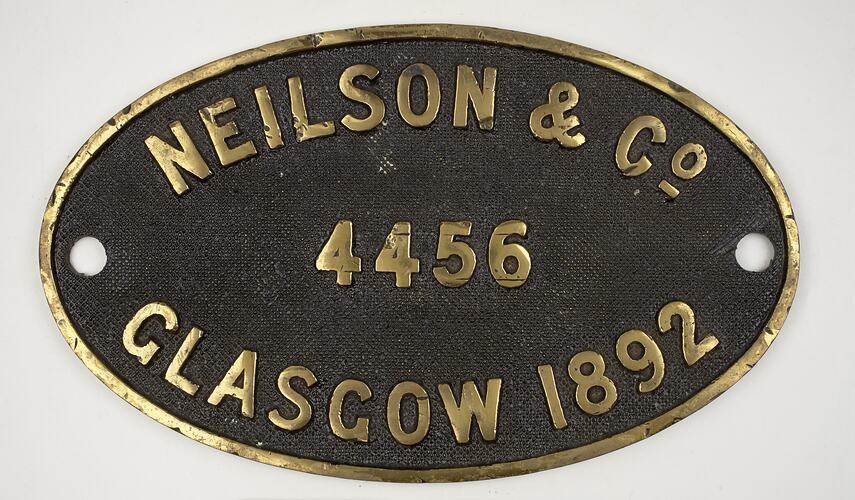 NEILSON & Cº
4456
GLASGOW 1892